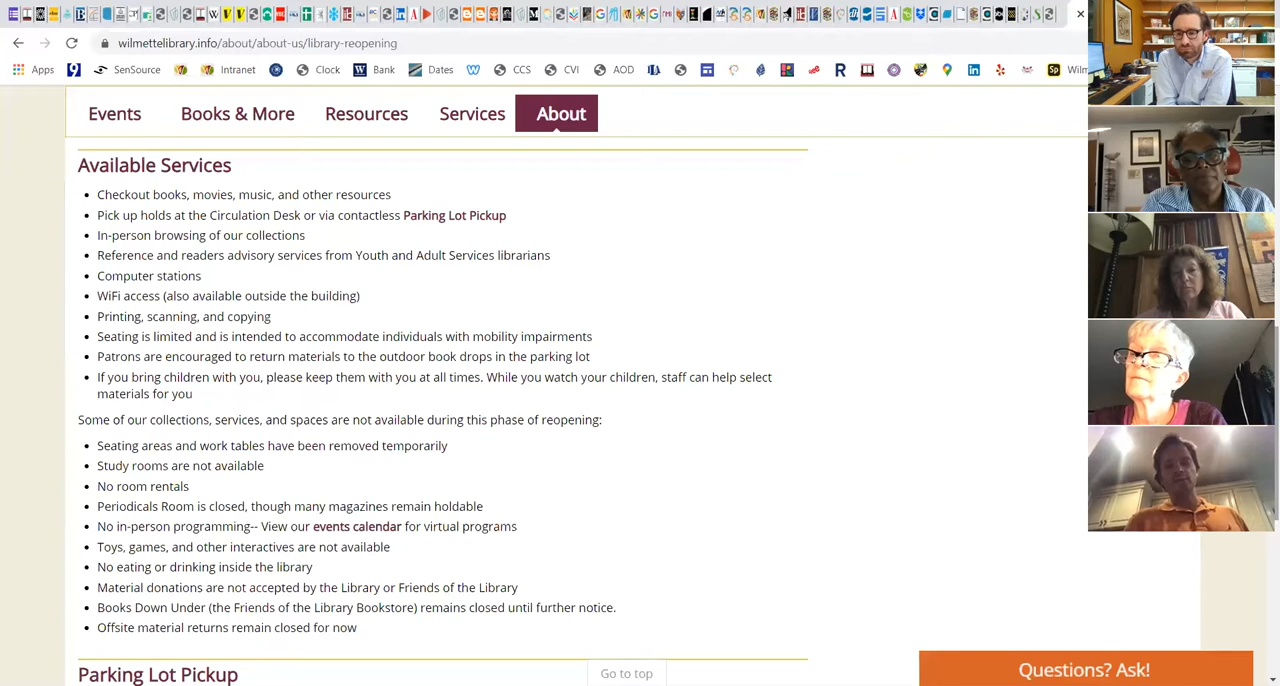 wilmettelibrary.info/about/about-us/library-reopening
Apps SenSource Intranet Clock Bank Dates CCS CVI AOD Wilm
Events Books & More Resources Services About
Available Services
• Checkout books, movies, music, and other resources
• Pick up holds at the Circulation Desk or via contactless Parking Lot Pickup
• In-person browsing of our collections
• Reference and readers advisory services from Youth and Adult Services librarians
• Computer stations
• WiFi access (also available outside the building)
• Printing, scanning, and copying
• Seating is limited and is intended to accommodate individuals with mobility impairments
• Patrons are encouraged to return materials to the outdoor book drops in the parking lot
• If you bring children with you, please keep them with you at all times. While you watch your children, staff can help select
materials for you
Some of our collections, services, and spaces are not available during this phase of reopening:
• Seating areas and work tables have been removed temporarily
• Study rooms are not available
• No room rentals
• Periodicals Room is closed, though many magazines remain holdable
• No in-person programming-- View our events calendar for virtual programs
• Toys, games, and other interactives are not available
• No eating or drinking inside the library
• Material donations are not accepted by the Library or Friends of the Library
• Books Down Under (the Friends of the Library Bookstore) remains closed until further notice.
• Offsite material returns remain closed for now
Parking Lot Pickup
Go to top
Questions? Ask!